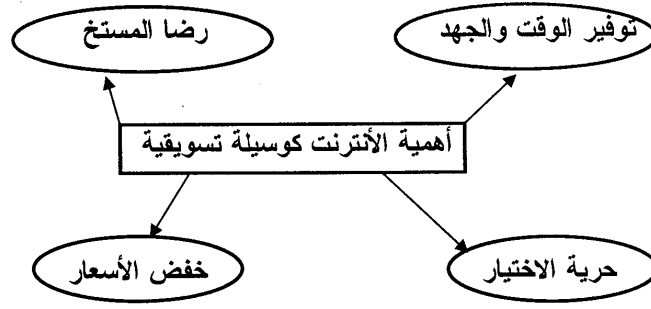 توفير الوقت والجهد
رضا المستخ
أهمية الأنترنت كوسيلة تسويقية
حرية الاختيار
خفض الأسعار